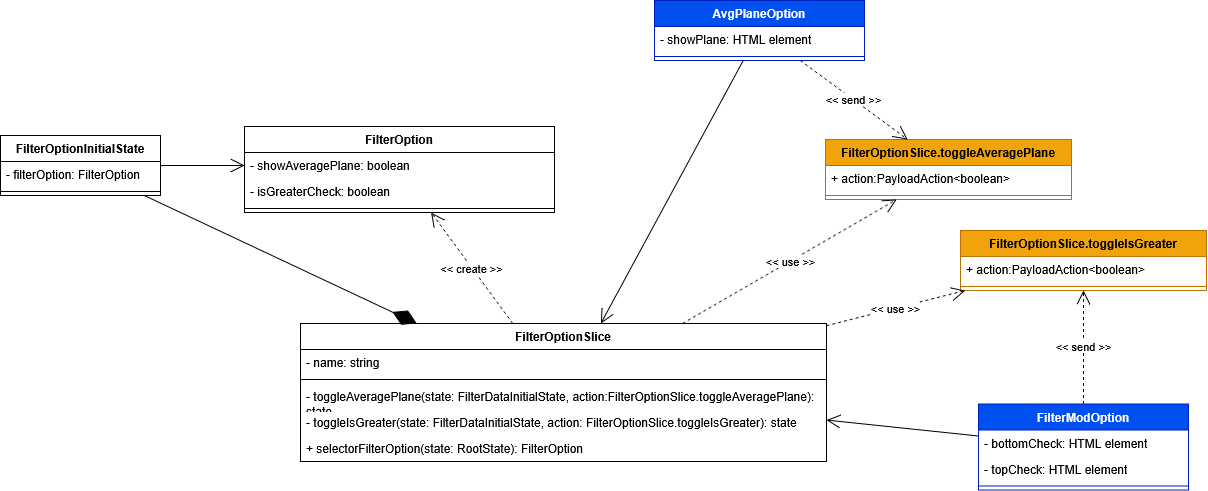 AvgPlaneOption
- showPlane: HTML element
<< send >>
FilterOptionInitialState
- filterOption: FilterOption
FilterOption
- showAveragePlane: boolean
- isGreaterCheck: boolean
FilterOptionSlice.toggleAveragePlane
+ action:PayloadAction<boolean>
FilterOptionSlice.toggleIsGreater
+ action:PayloadAction<boolean>
<< create >>
<< use >>
<< use >>
<< send >>
FilterOptionSlice
- name: string
- toggleAveragePlane(state: FilterDataInitialState, action:FilterOptionSlice.toggleAveragePlane):
state
- toggleIsGreater(state: FilterDataInitialState, action: FilterOptionSlice.toggleIsGreater): state
+ selectorFilterOption(state: RootState): FilterOption
FilterModOption
- bottomCheck: HTML element
- topCheck: HTML element